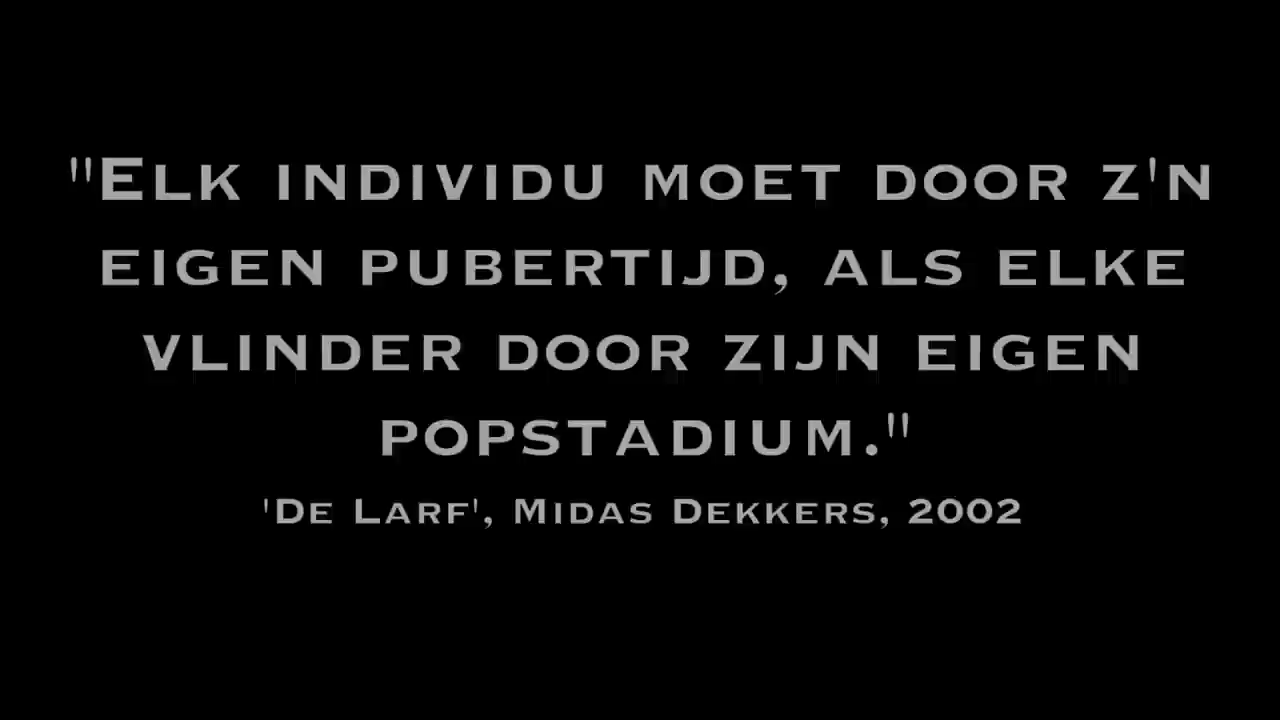 "Elk individu moet door z'n
eigen pubertijd, als elke
vlinder door zijn eigen
popstadium."
'De Larf', Midas Dekkers, 2002